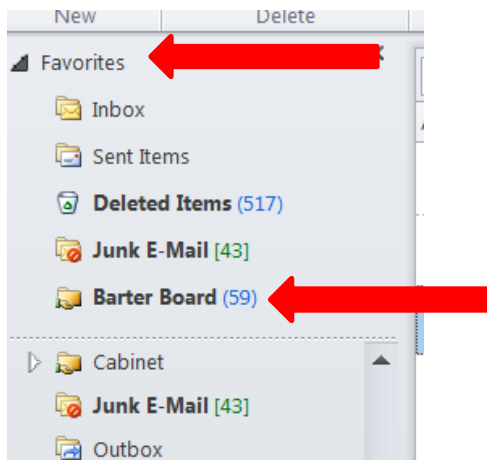 New Delete
Favorites
Inbox
Sent Items
Deleted Items (517)
Junk E-Mail [43]
Barter Board (59)
Cabinet
Junk E-Mail [43]
Outbox